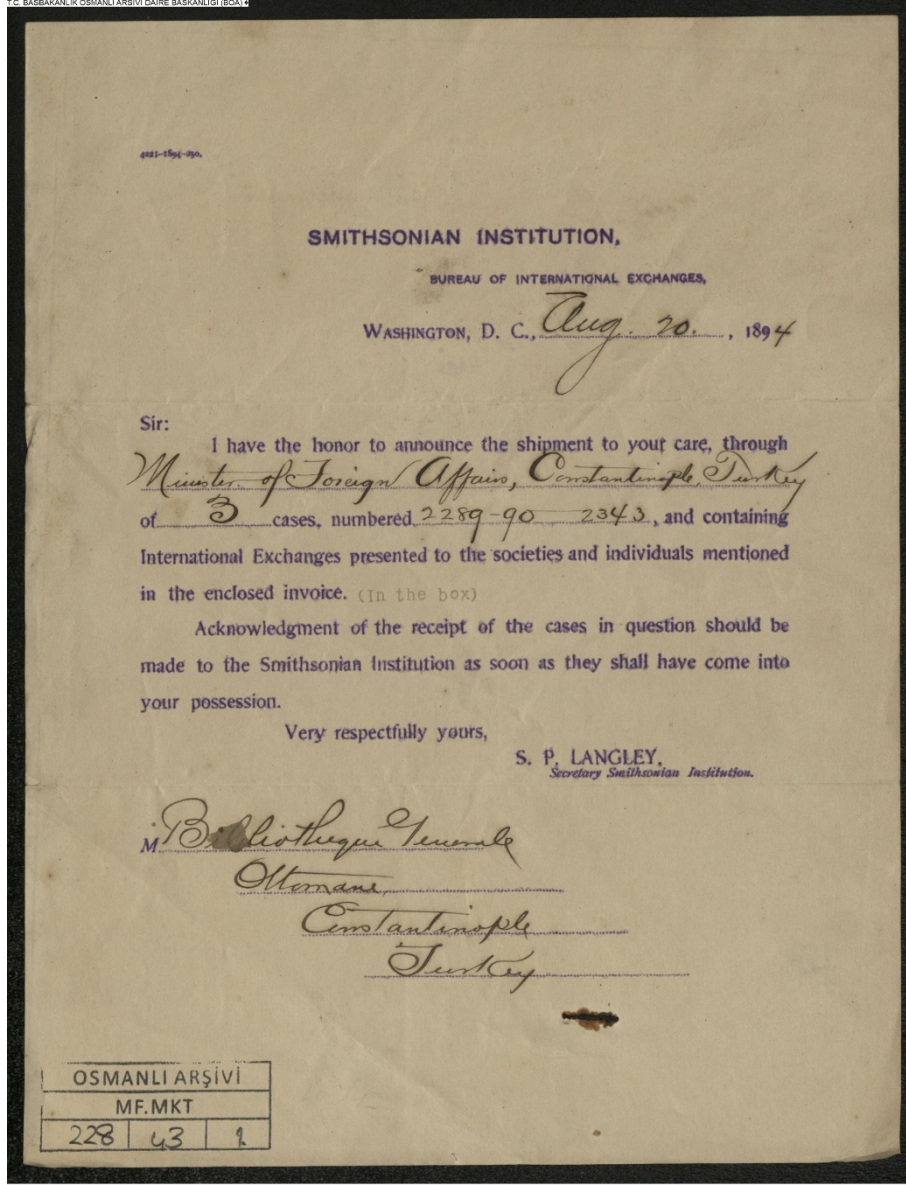 T.C. BAŞBAKANLIK OSMANLI ARŞİVİ DAİRE BAŞKANLIĞI (BOA)
4221-1894-250.
SMITHSONIAN INSTITUTION,
BUREAU OF INTERNATIONAL EXCHANGES,
WASHINGTON, D. C., Aug. 20. , 1894
Sir:
I have the honor to announce the shipment to your care, through
Minister of Foreign Affairs, Constantinople, Turkey
of 3 cases, numbered 2289-90 2343, and containing
International Exchanges presented to the societies and individuals mentioned
in the enclosed invoice. (In the box)
Acknowledgment of the receipt of the cases in question should be
made to the Smithsonian Institution as soon as they shall have come into
your possession.
Very respectfully yours,
S. P. LANGLEY,
Secretary Smithsonian Institution.
M Bibliotheque Generale
Ottomane
Constantinople
Turkey
OSMANLI ARŞİVİ
MF.MKT
228 43 1